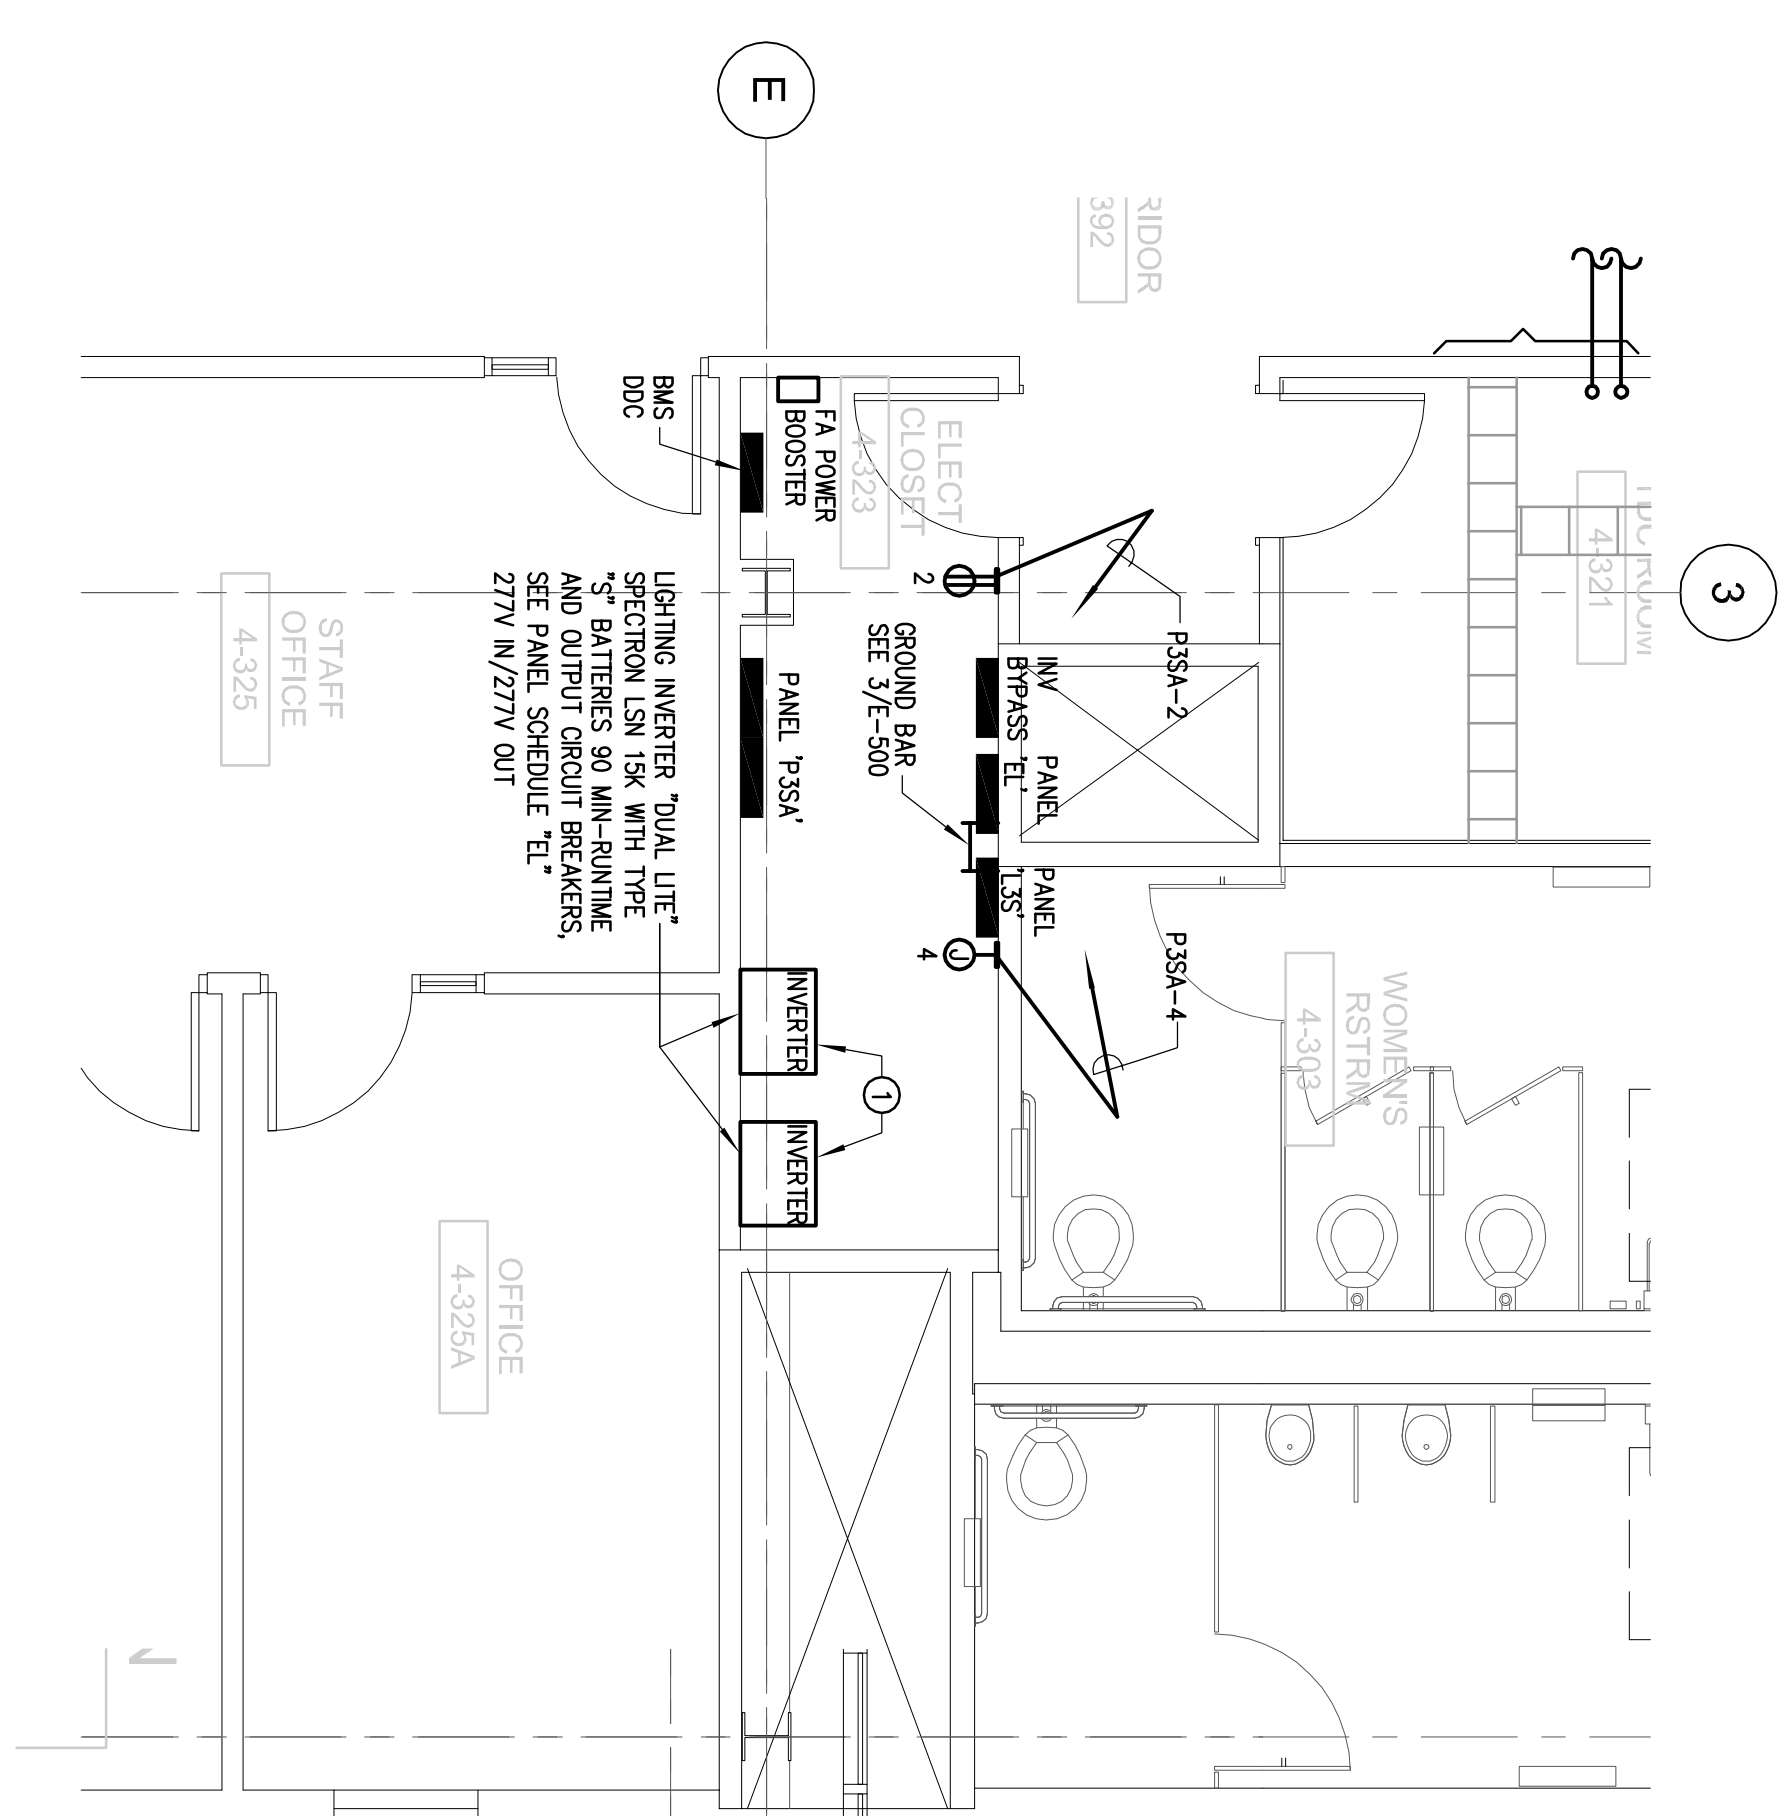 E
3
RIDOR
392
4-321
ELECT
CLOSET
4-323
FA POWER
BOOSTER
BMS
DDC
2
P3SA-2
INV
BYPASS
PANEL
'EL'
PANEL
'L3S'
GROUND BAR
SEE 3/E-500
PANEL 'P3SA'
STAFF
OFFICE
4-325
LIGHTING INVERTER "DUAL LITE"
SPECTRON LSN 15K WITH TYPE
"S" BATTERIES 90 MIN-RUNTIME
AND OUTPUT CIRCUIT BREAKERS,
SEE PANEL SCHEDULE "EL"
277V IN/277V OUT
J
4
P3SA-4
WOMEN'S
RSTRM
4-303
INVERTER
1
INVERTER
OFFICE
4-325A